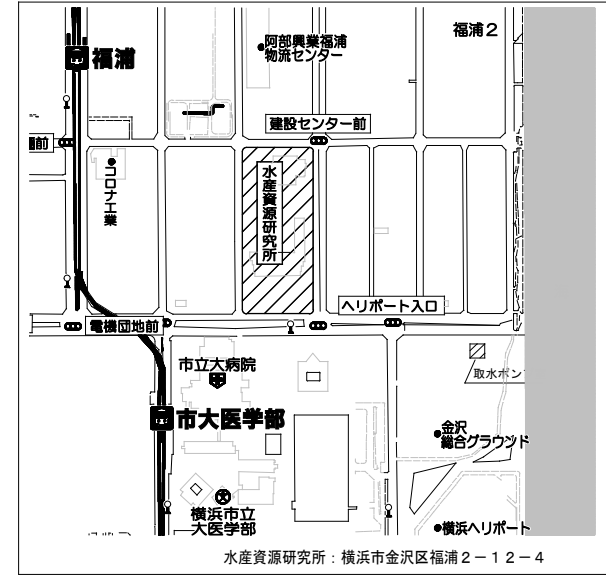 福浦２
阿部興業福浦
物流センター
福浦
建設センター前
前
コロナ工業
水産資源研究所
ヘリポート入口
電機団地前
市立大病院
取水ポン
市大医学部
金沢
総合グラウンド
横浜市立
大医学部
横浜ヘリポート
水産資源研究所：横浜市金沢区福浦２－１２－４